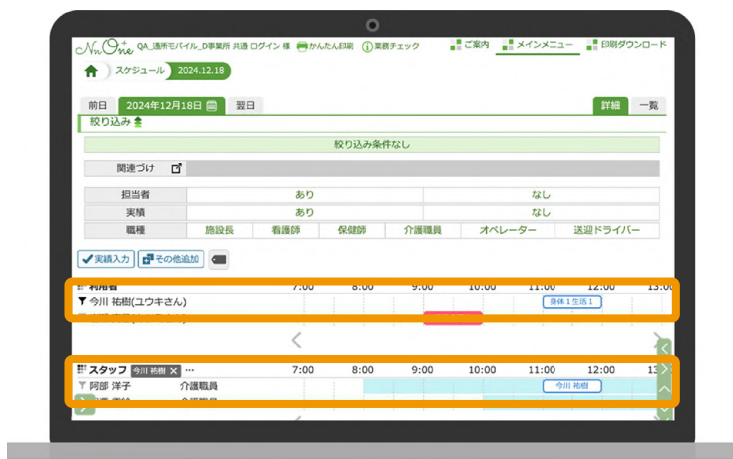 NnOne QA_通所モバイル_D事業所 共通 ログイン 様 かんたん印刷 業務チェック ご案内 メインメニュー 印刷ダウンロード
スケジュール 2024.12.18
前日 2024年12月18日 翌日 詳細 一覧
絞り込み
絞り込み条件なし
関連づけ
担当者 あり なし
実績 あり なし
職種 施設長 看護師 保健師 介護職員 オペレーター 送迎ドライバー
実績入力 その他追加
利用者 7:00 8:00 9:00 10:00 11:00 12:00 13:00
今川 祐樹(ユウキさん) 身体1生活1
スタッフ 今川 祐樹 × … 7:00 8:00 9:00 10:00 11:00 12:00 13
阿部 洋子 介護職員 今川 祐樹